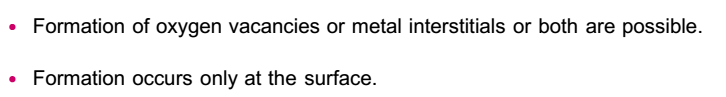 • Formation of oxygen vacancies or metal interstitials or both are possible.
• Formation occurs only at the surface.